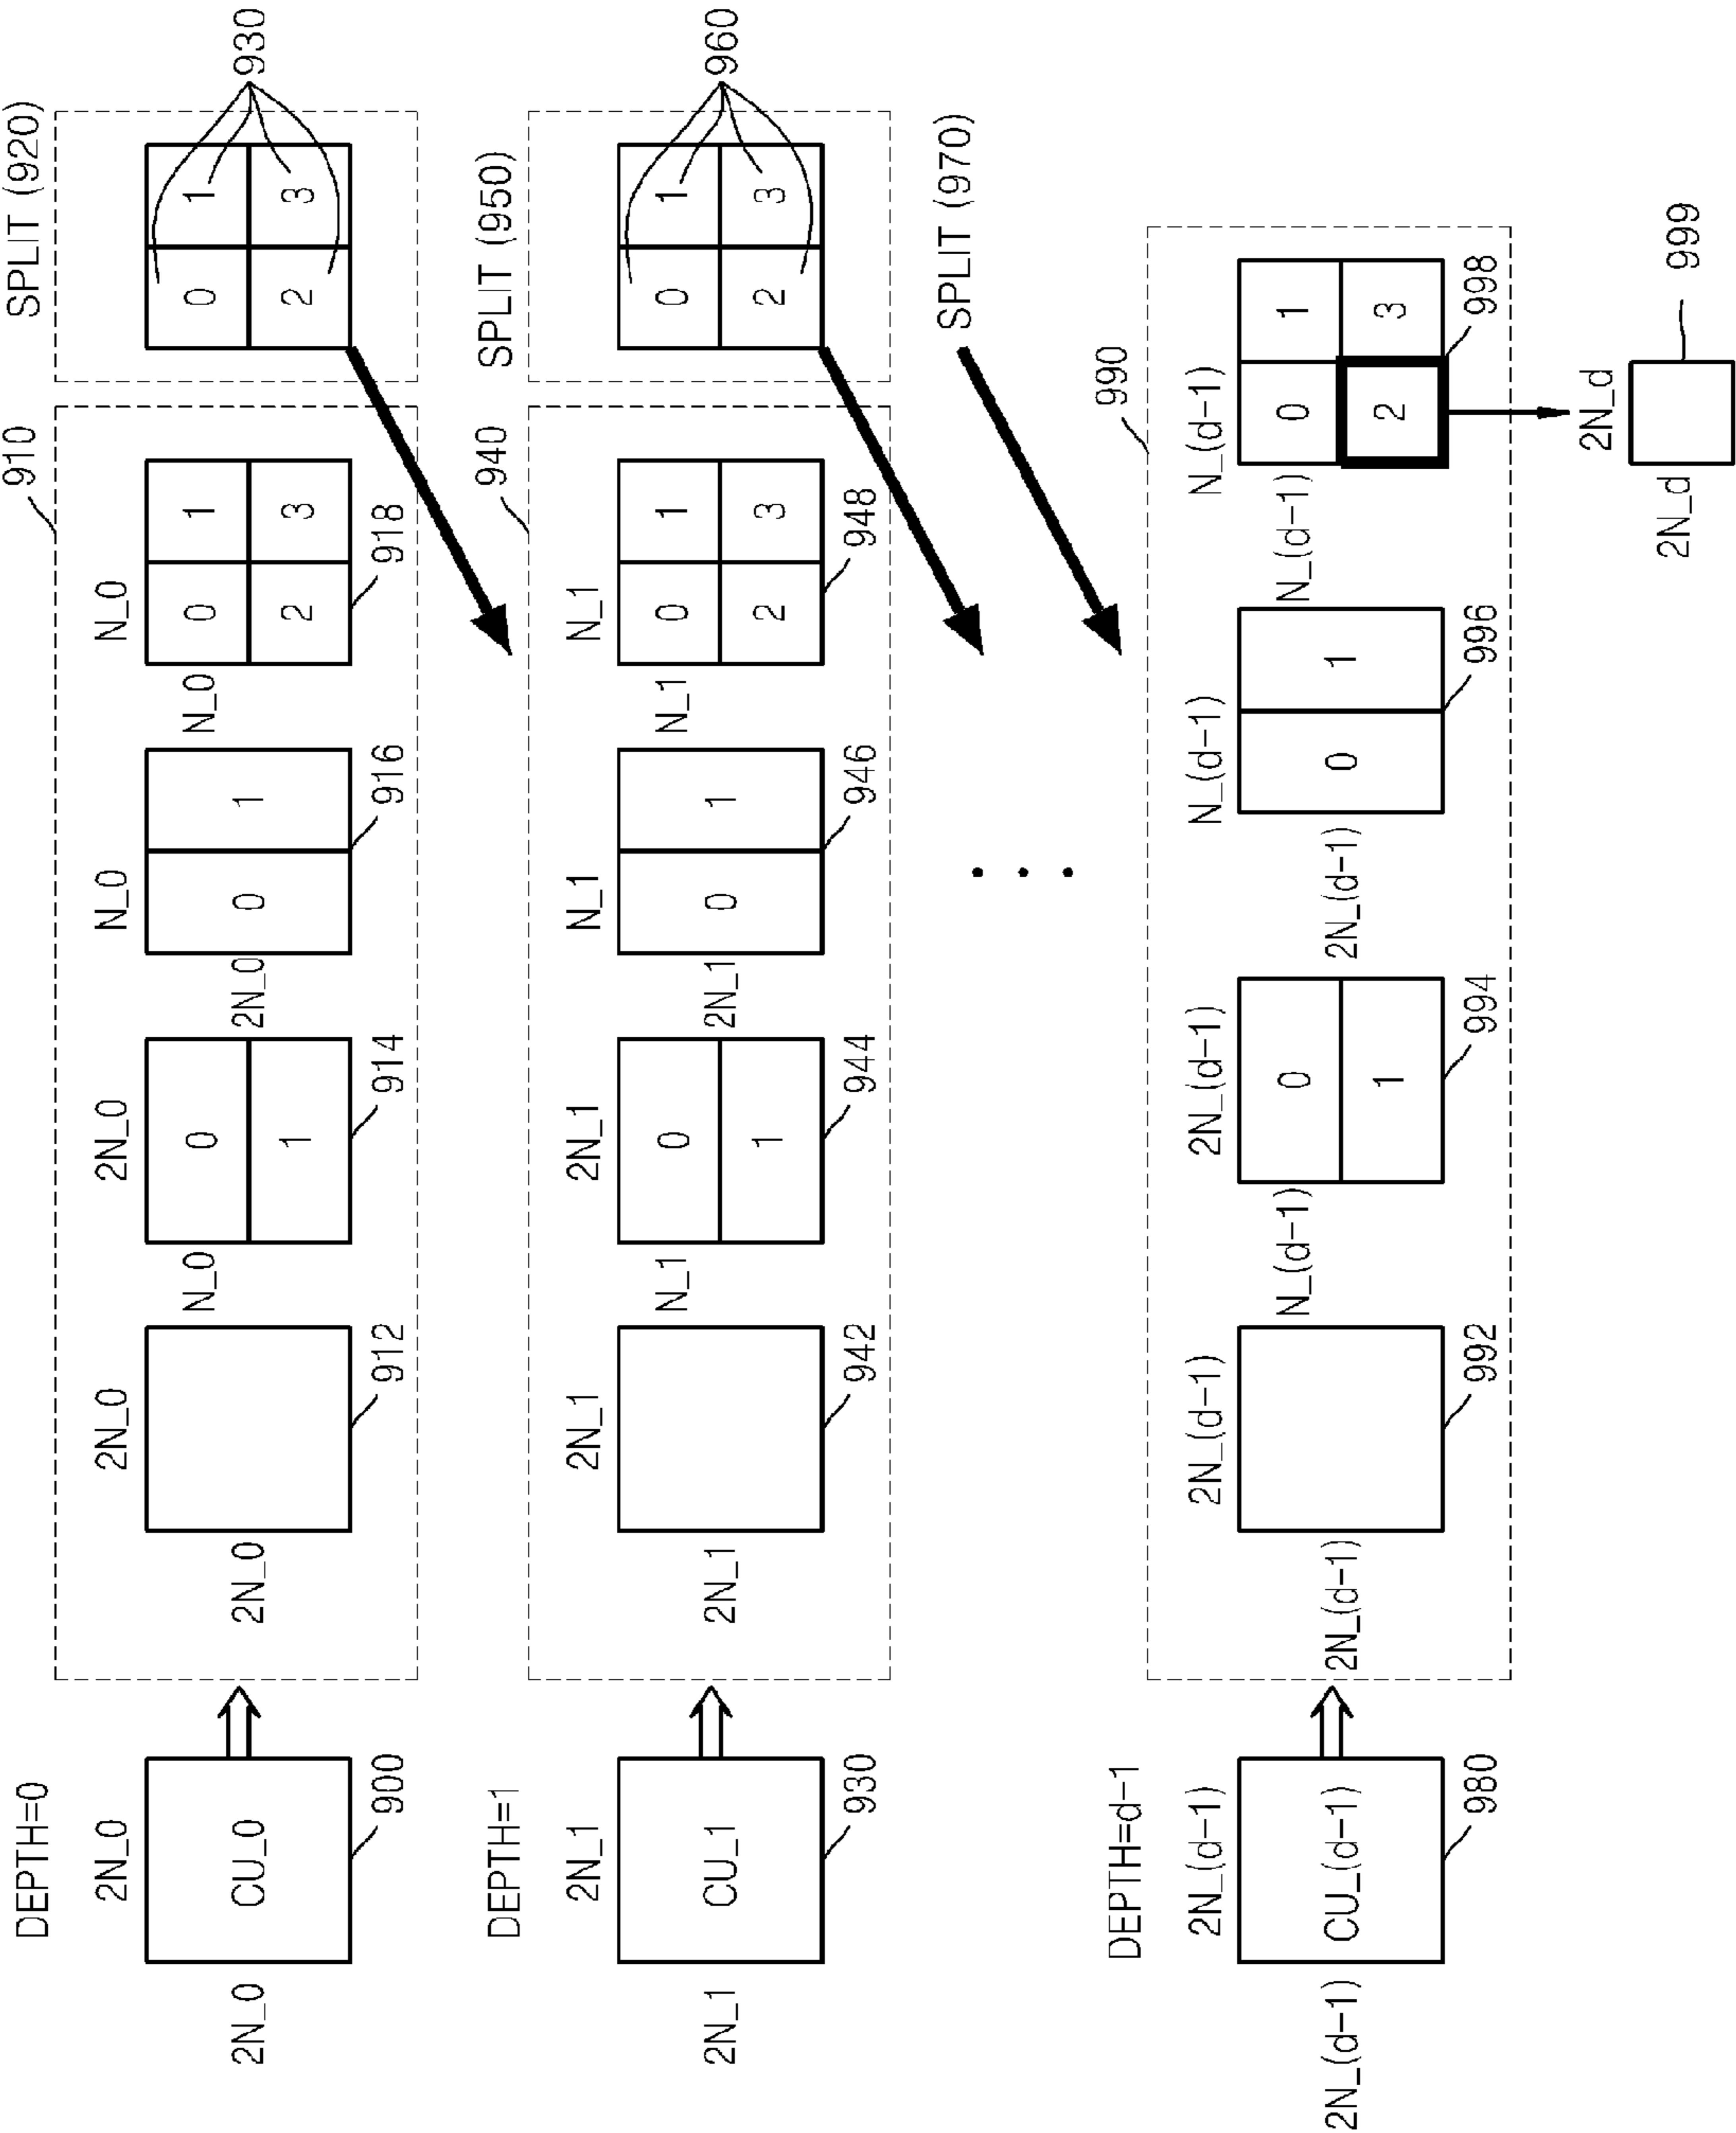 DEPTH=0
2N_0
2N_0
CU_0
900
910
2N_0
2N_0
912
2N_0
N_0
0
1
914
N_0
2N_0
0
1
916
N_0
N_0
0
1
2
3
918
SPLIT (920)
0
1
2
3
930
DEPTH=1
2N_1
2N_1
CU_1
930
940
2N_1
2N_1
942
2N_1
N_1
0
1
944
N_1
2N_1
0
1
946
N_1
N_1
0
1
2
3
948
SPLIT (950)
0
1
2
3
960
SPLIT (970)
DEPTH=d-1
2N_(d-1)
2N_(d-1)
CU_(d-1)
980
990
2N_(d-1)
2N_(d-1)
992
2N_(d-1)
N_(d-1)
0
1
994
N_(d-1)
2N_(d-1)
0
1
996
N_(d-1)
N_(d-1)
0
1
2
3
998
2N_d
2N_d
999